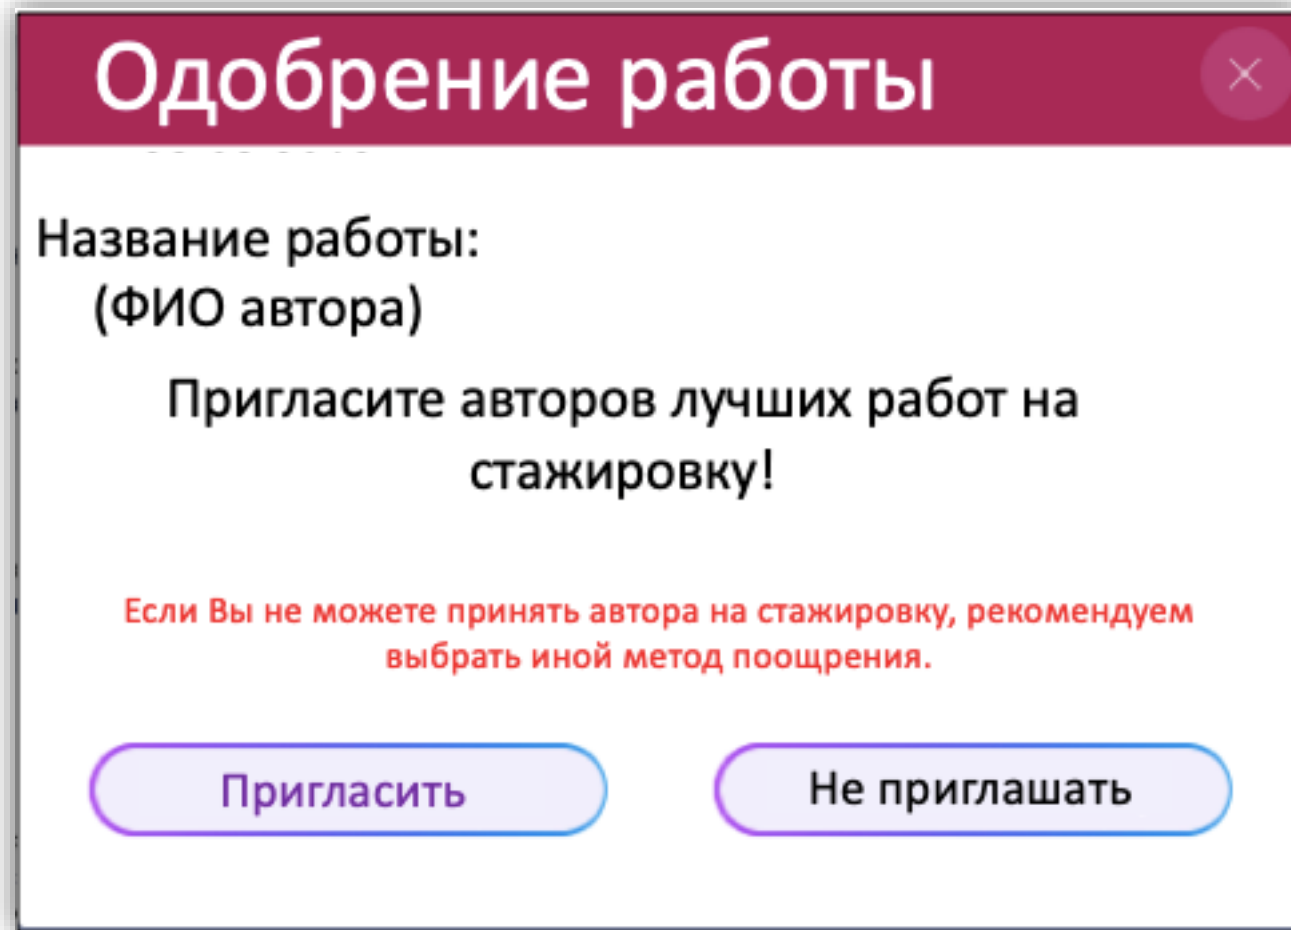 Одобрение работы
Название работы:
(ФИО автора)
Пригласите авторов лучших работ на
стажировку!
Если Вы не можете принять автора на стажировку, рекомендуем
выбрать иной метод поощрения.
Пригласить
Не приглашать